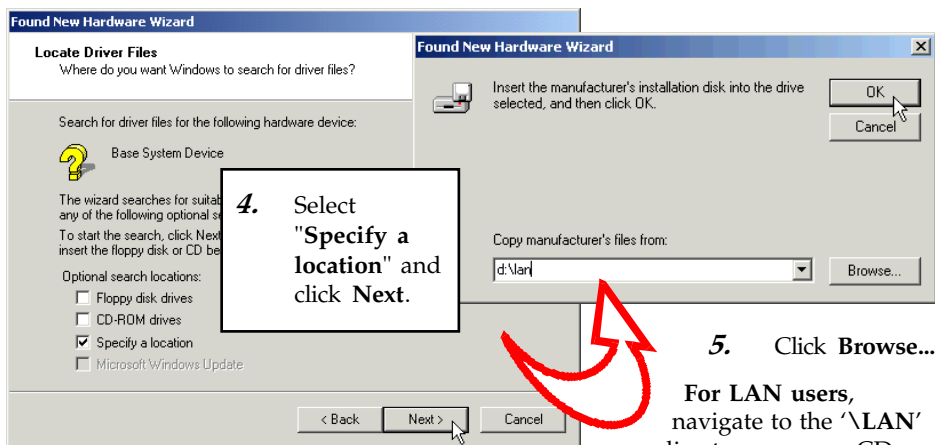 Found New Hardware Wizard
Locate Driver Files
Where do you want Windows to search for driver files?
Search for driver files for the following hardware device:
Base System Device
The wizard searches for
any of the following optional
To start the search, click
insert the floppy disk or CD
Optional search locations:
Floppy disk drives
CD-ROM drives
Specify a location
Microsoft Windows Update
< Back
Next >
Cancel
4. Select
"Specify a
location" and
click Next.
Found New Hardware Wizard
Insert the manufacturer's installation disk into the drive
selected, and then click OK.
OK
Cancel
Copy manufacturer's files from:
d:\lan
Browse...
5. Click Browse...
For LAN users,
navigate to the ‘\LAN’
CD